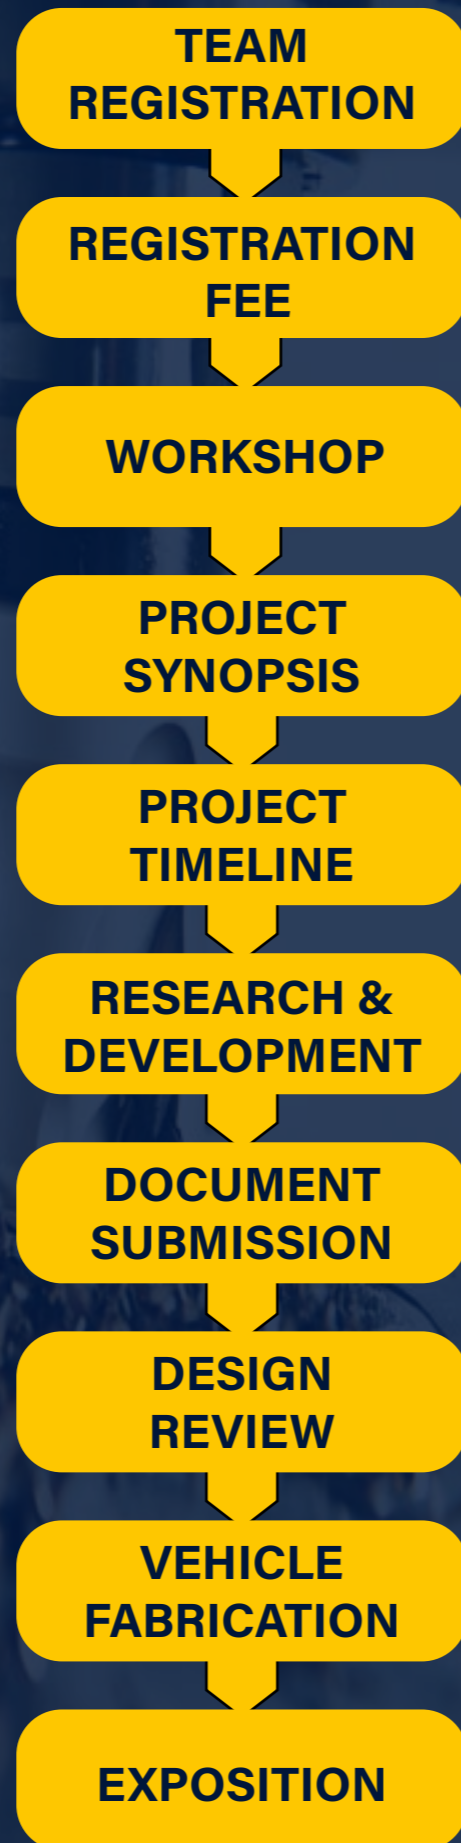 TEAM
REGISTRATION
REGISTRATION
FEE
WORKSHOP
PROJECT
SYNOPSIS
PROJECT
TIMELINE
RESEARCH &
DEVELOPMENT
DOCUMENT
SUBMISSION
DESIGN
REVIEW
VEHICLE
FABRICATION
EXPOSITION